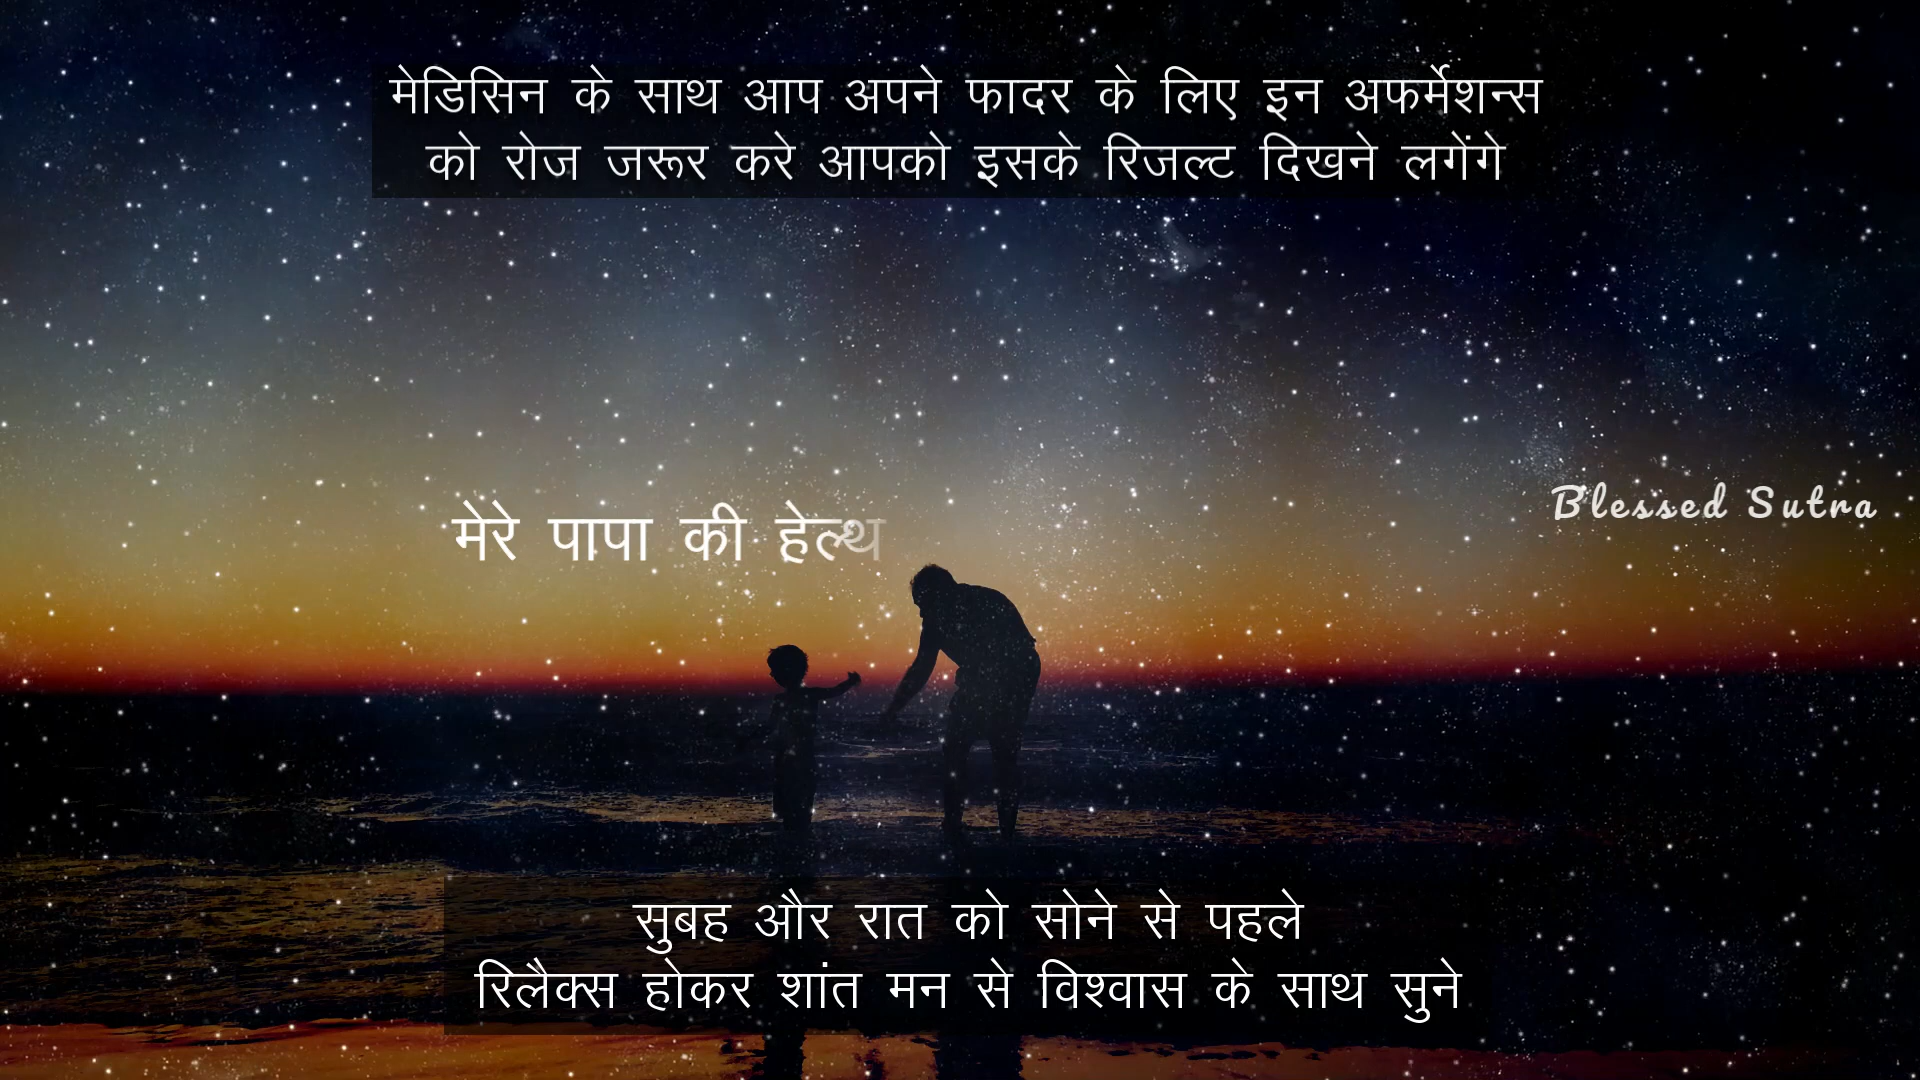 मेडिसिन के साथ आप अपने फादर के लिए इन अफर्मेशन्स
को रोज जरूर करे आपको इसके रिजल्ट दिखने लगेंगे
Blessed Sutra
मेरे पापा की हेल्थ
सुबह और रात को सोने से पहले
रिलैक्स होकर शांत मन से विश्वास के साथ सुने